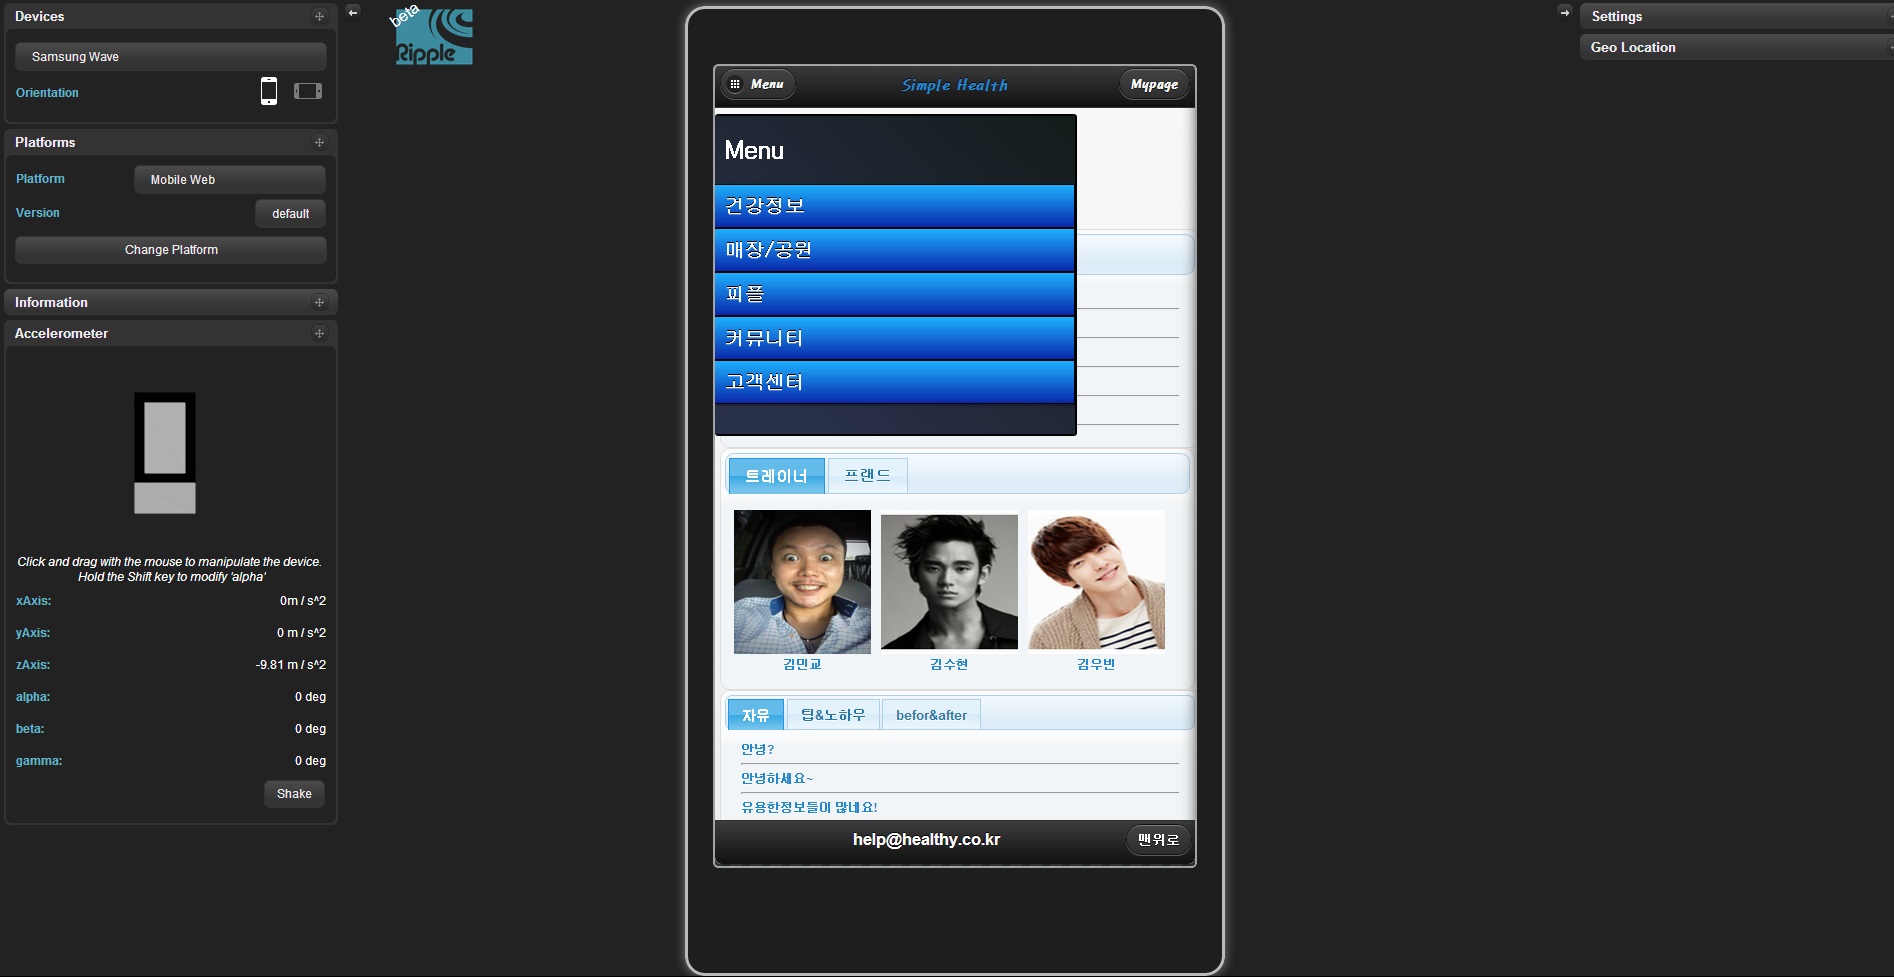 Devices
Samsung Wave
Orientation
Platforms
Platform
Mobile Web
Version
default
Change Platform
Information
Accelerometer
Click and drag with the mouse to manipulate the device.
Hold the Shift key to modify 'alpha'
xAxis:
0m / s^2
yAxis:
0 m / s^2
zAxis:
-9.81 m / s^2
alpha:
0 deg
beta:
0 deg
gamma:
0 deg
Shake
beta
Ripple
Menu
Simple Health
Mypage
Menu
건강정보
매장/공원
피플
커뮤니티
고객센터
트레이너
프랜드
김민교
김수현
김우빈
자유
팁&노하우
befor&after
안녕?
안녕하세요~
유용한정보들이 많네요!
help@healthy.co.kr
맨위로
Settings
Geo Location